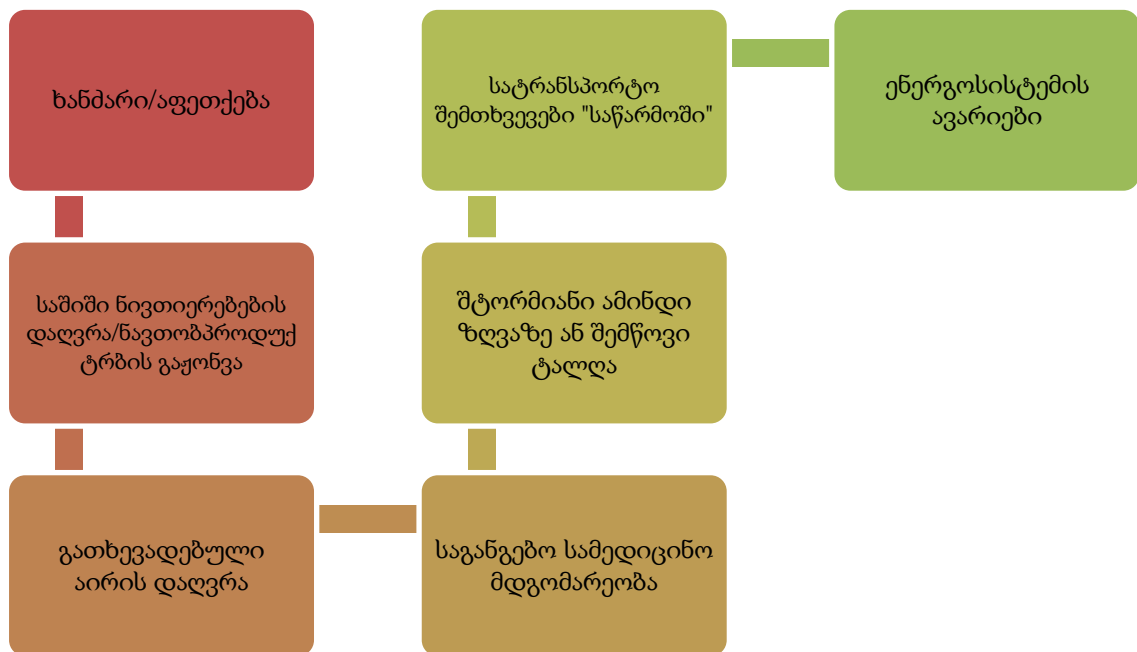 ხანძარი/აფეთქება
საშიში ნივთიერებების
დაღვრა/ნავთობპროდუქ
ტრბის გაჟონვა
გათხევადებული
აირის დაღვრა
საგანგებო სამედიცინო
მდგომარეობა
შტორმიანი ამინდი
ზღვაზე ან შემწოვი
ტალღა
სატრანსპორტო
შემთხვევები "საწარმოში"
ენერგოსისტემის
ავარიები